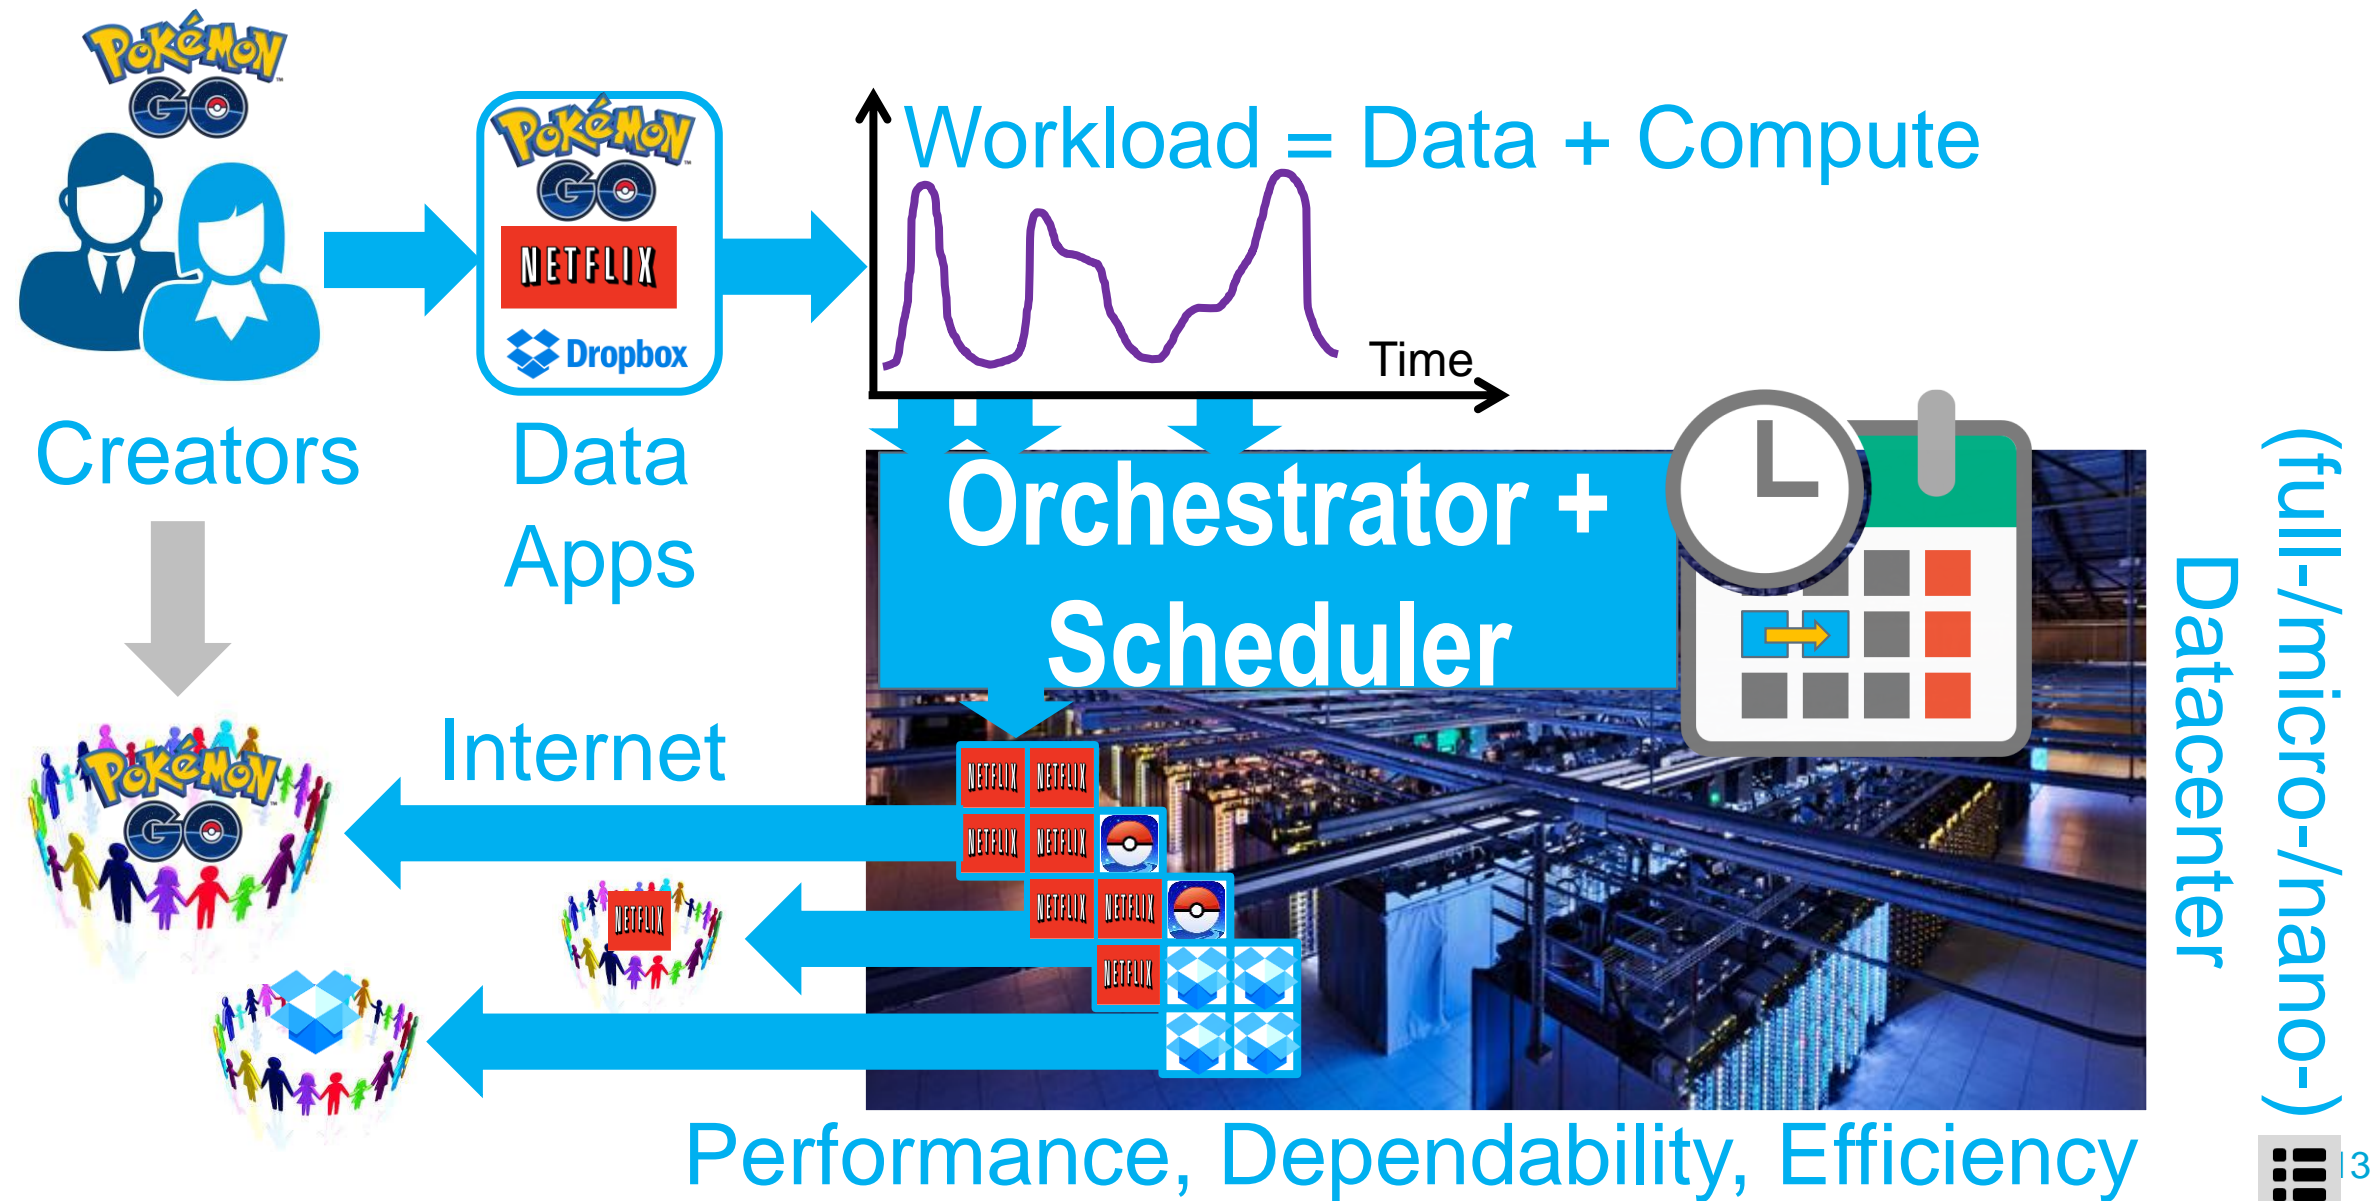 POKÉMON
GO
POKÉMON
GO
NETFLIX
Dropbox
Workload = Data + Compute
Time
Creators
Data
Apps
Orchestrator +
Scheduler
(full-/micro-/nano-)
Datacenter
Internet
POKÉMON
GO
NETFLIX NETFLIX
NETFLIX NETFLIX
NETFLIX NETFLIX
NETFLIX
NETFLIX
Performance, Dependability, Efficiency
13